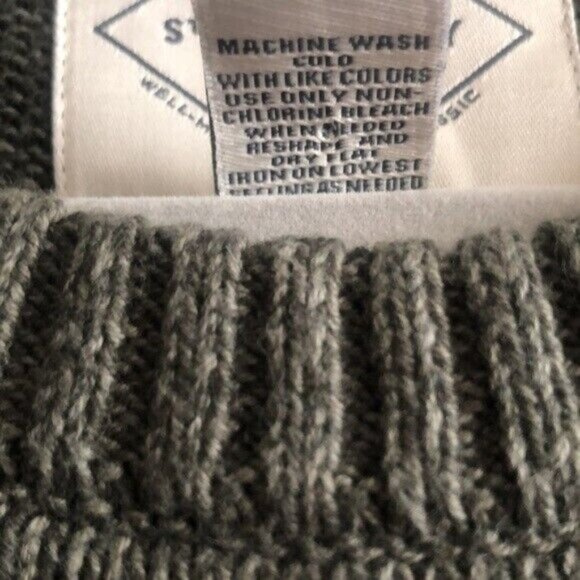 MACHINE WASH
COLD
WITH LIKE COLORS
USE ONLY NON-
CHLORINE BLEACH
WHEN NEEDED
RESHAPE AND
DRY FLAT
IRON ON LOWEST
SETTING AS NEEDED